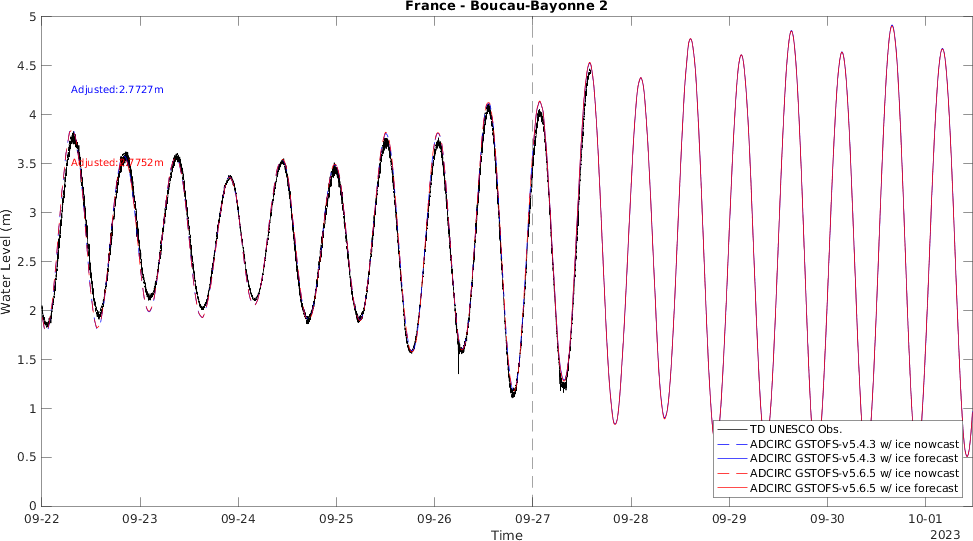 France - Boucau-Bayonne 2
5
4.5
4
3.5
3
2.5
2
1.5
1
0.5
0
Water Level (m)
Adjusted:2.7727m
Adjusted: 7752m
TD UNESCO Obs.
ADCIRC GSTOFS-v5.4.3 w/ ice nowcast
ADCIRC GSTOFS-v5.4.3 w/ ice forecast
ADCIRC GSTOFS-v5.6.5 w/ ice nowcast
ADCIRC GSTOFS-v5.6.5 w/ ice forecast
09-22 09-23 09-24 09-25 09-26 09-27 09-28 09-29 09-30 10-01
Time
2023